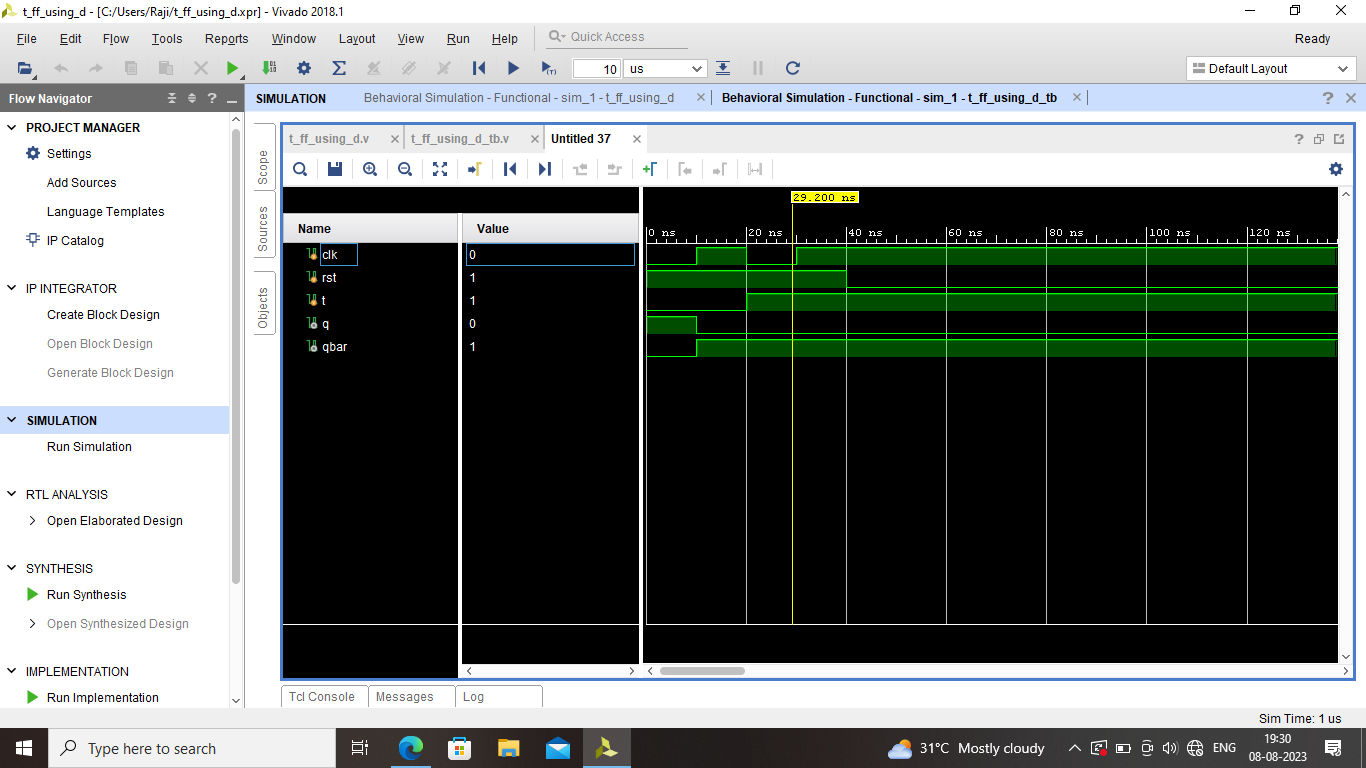 t_ff_using_d - [C:/Users/Raji/t_ff_using_d.xpr] - Vivado 2018.1
File Edit Flow Tools Reports Window Layout View Run Help Quick Access Ready
10 us Default Layout
Flow Navigator
SIMULATION Behavioral Simulation - Functional - sim_1 - t_ff_using_d Behavioral Simulation - Functional - sim_1 - t_ff_using_d_tb
PROJECT MANAGER
Settings
Add Sources
Language Templates
IP Catalog
IP INTEGRATOR
Create Block Design
Open Block Design
Generate Block Design
SIMULATION
Run Simulation
RTL ANALYSIS
Open Elaborated Design
SYNTHESIS
Run Synthesis
Open Synthesized Design
IMPLEMENTATION
Run Implementation
Scope
Sources
Objects
t_ff_using_d.v t_ff_using_d_tb.v Untitled 37
29.200 ns
Name Value
0 ns 20 ns 40 ns 60 ns 80 ns 100 ns 120 ns
clk 0
rst 1
t 1
q 0
qbar 1
Tcl Console Messages Log
Sim Time: 1 us
Type here to search
31°C Mostly cloudy ENG
19:30
08-08-2023